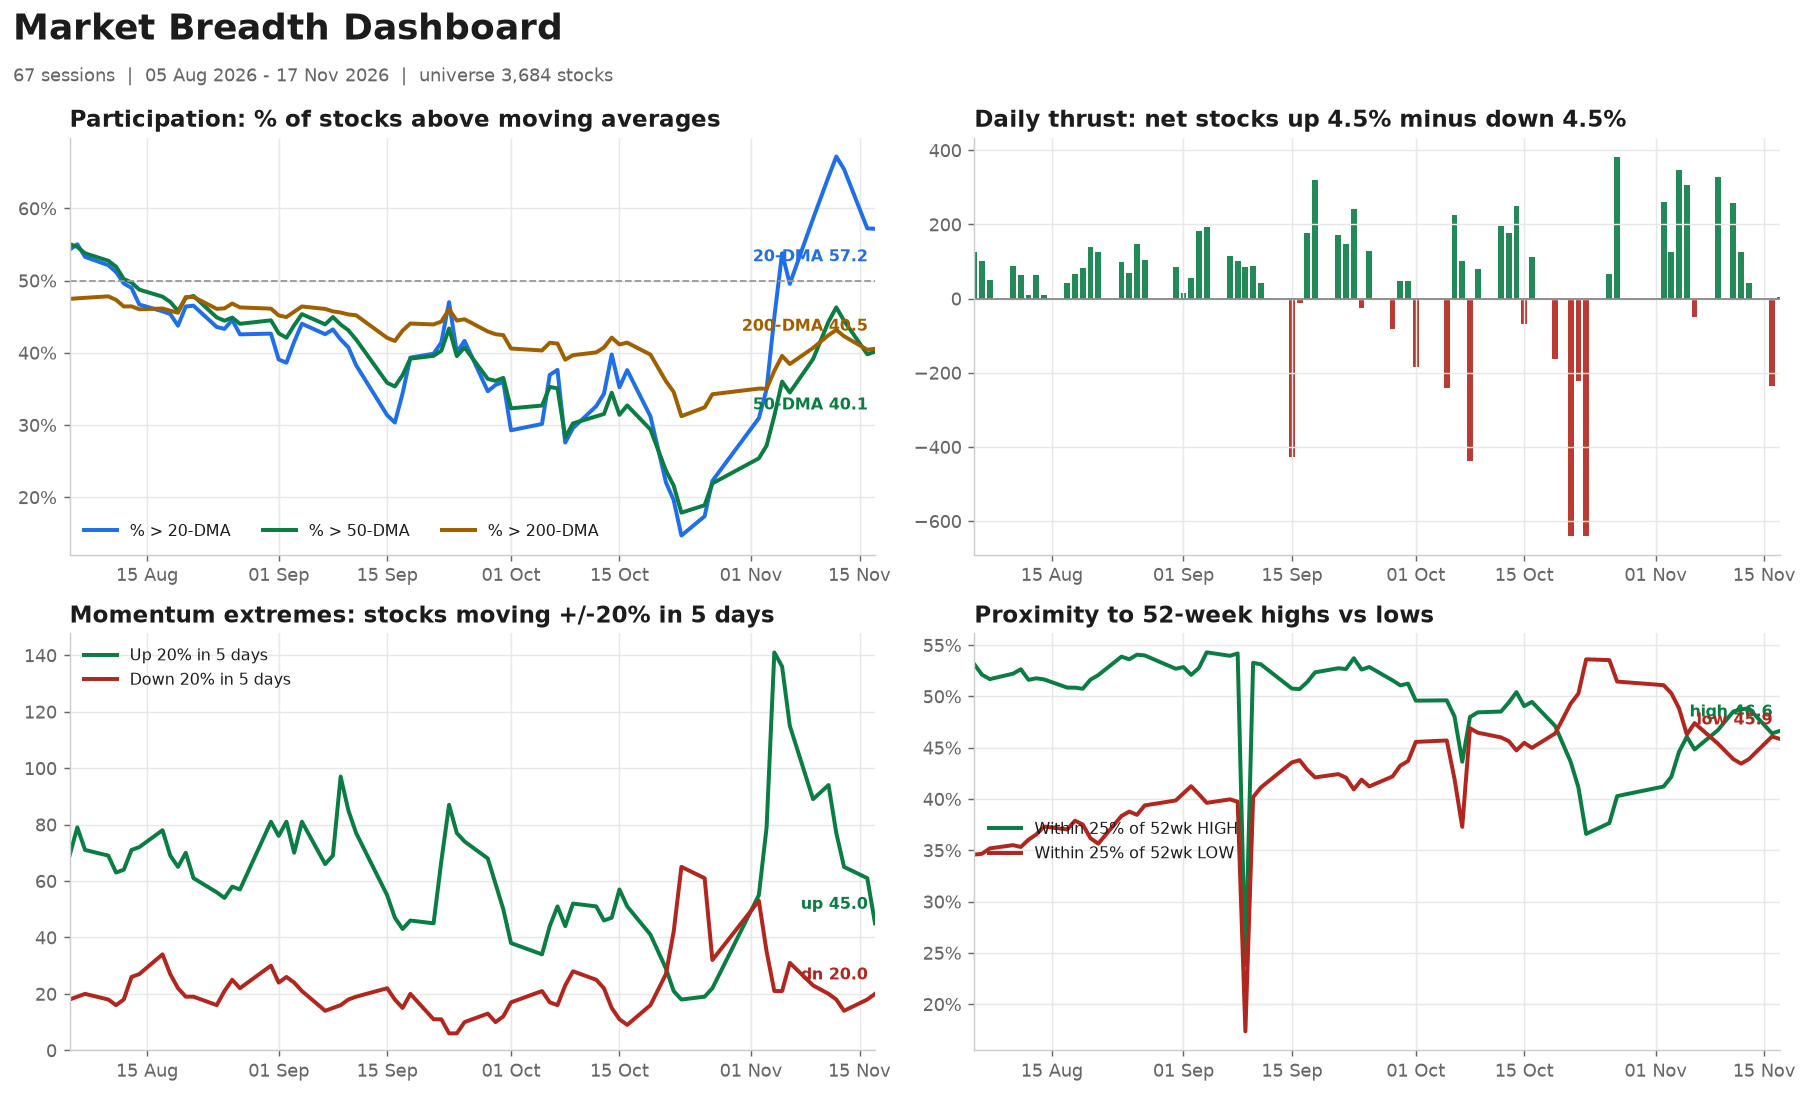 Market Breadth Dashboard
67 sessions | 05 Aug 2026 - 17 Nov 2026 | universe 3,684 stocks
Participation: % of stocks above moving averages
60%
50%
40%
30%
20%
20-DMA 57.2
200-DMA 40.5
50-DMA 40.1
% > 20-DMA
% > 50-DMA
% > 200-DMA
15 Aug
01 Sep
15 Sep
01 Oct
15 Oct
01 Nov
15 Nov
Daily thrust: net stocks up 4.5% minus down 4.5%
400
200
0
−200
−400
−600
15 Aug
01 Sep
15 Sep
01 Oct
15 Oct
01 Nov
15 Nov
Momentum extremes: stocks moving +/-20% in 5 days
140
120
100
80
60
40
20
0
Up 20% in 5 days
Down 20% in 5 days
up 45.0
dn 20.0
15 Aug
01 Sep
15 Sep
01 Oct
15 Oct
01 Nov
15 Nov
Proximity to 52-week highs vs lows
55%
50%
45%
40%
35%
30%
25%
20%
high 46.6
low 45.9
Within 25% of 52wk HIGH
Within 25% of 52wk LOW
15 Aug
01 Sep
15 Sep
01 Oct
15 Oct
01 Nov
15 Nov